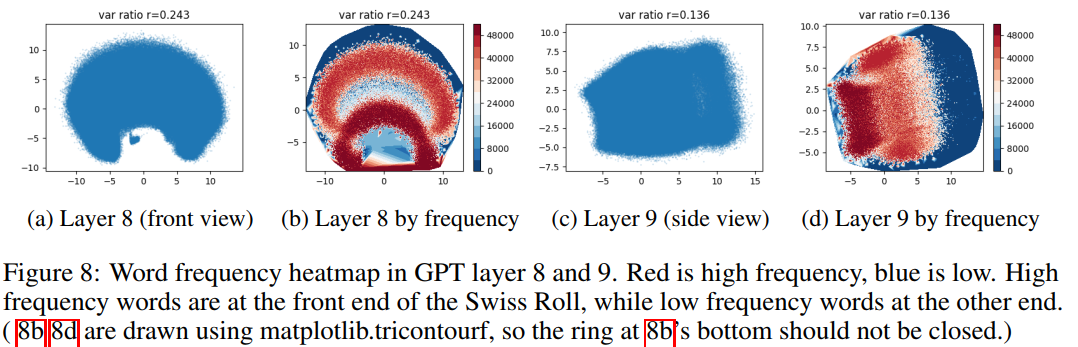 var ratio r=0.243
var ratio r=0.243
var ratio r=0.136
var ratio r=0.136
10
5
0
−5
−10
−10 −5 0 5 10
10
5
0
−5
−10 0 10
48000
40000
32000
24000
16000
8000
0
10.0
7.5
5.0
2.5
0.0
−2.5
−5.0
−7.5
−5 0 5 10 15
10.0
7.5
5.0
2.5
0.0
−2.5
−5.0
−5 0 5 10
48000
40000
32000
24000
16000
8000
0
(a) Layer 8 (front view)
(b) Layer 8 by frequency
(c) Layer 9 (side view)
(d) Layer 9 by frequency
Figure 8: Word frequency heatmap in GPT layer 8 and 9. Red is high frequency, blue is low. High
frequency words are at the front end of the Swiss Roll, while low frequency words at the other end.
( 8b 8d are drawn using matplotlib.tricontourf, so the ring at 8b's bottom should not be closed.)